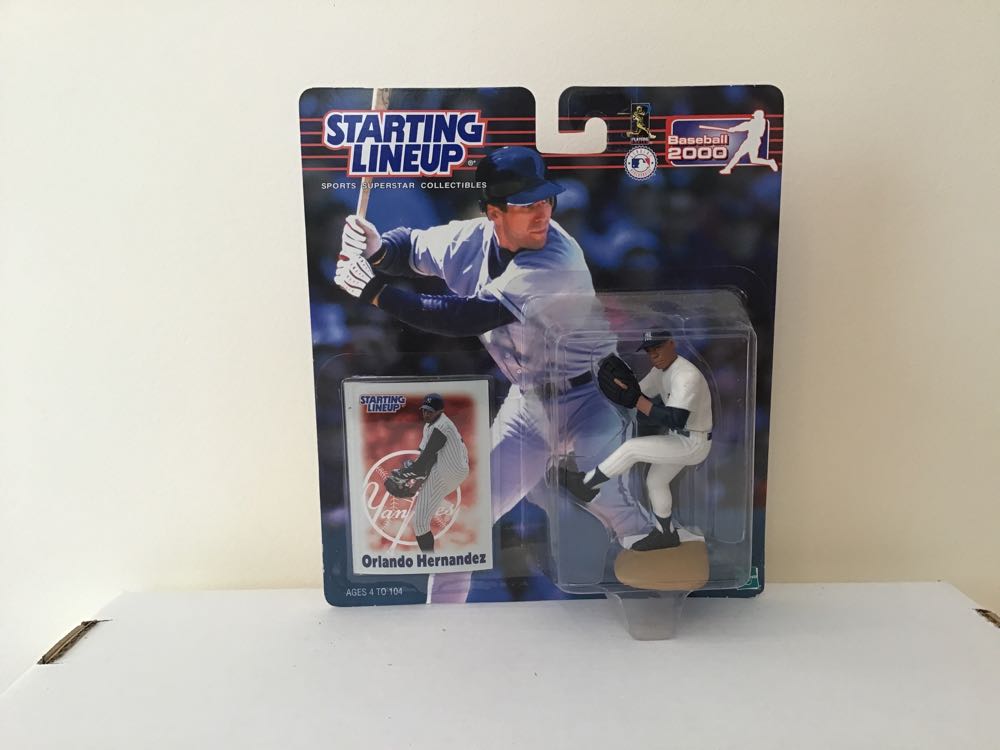 STARTING
LINEUP®
SPORTS SUPERSTAR COLLECTIBLES
Baseball
2000
STARTING
LINEUP
Yankees
Orlando Hernandez
AGES 4 TO 104